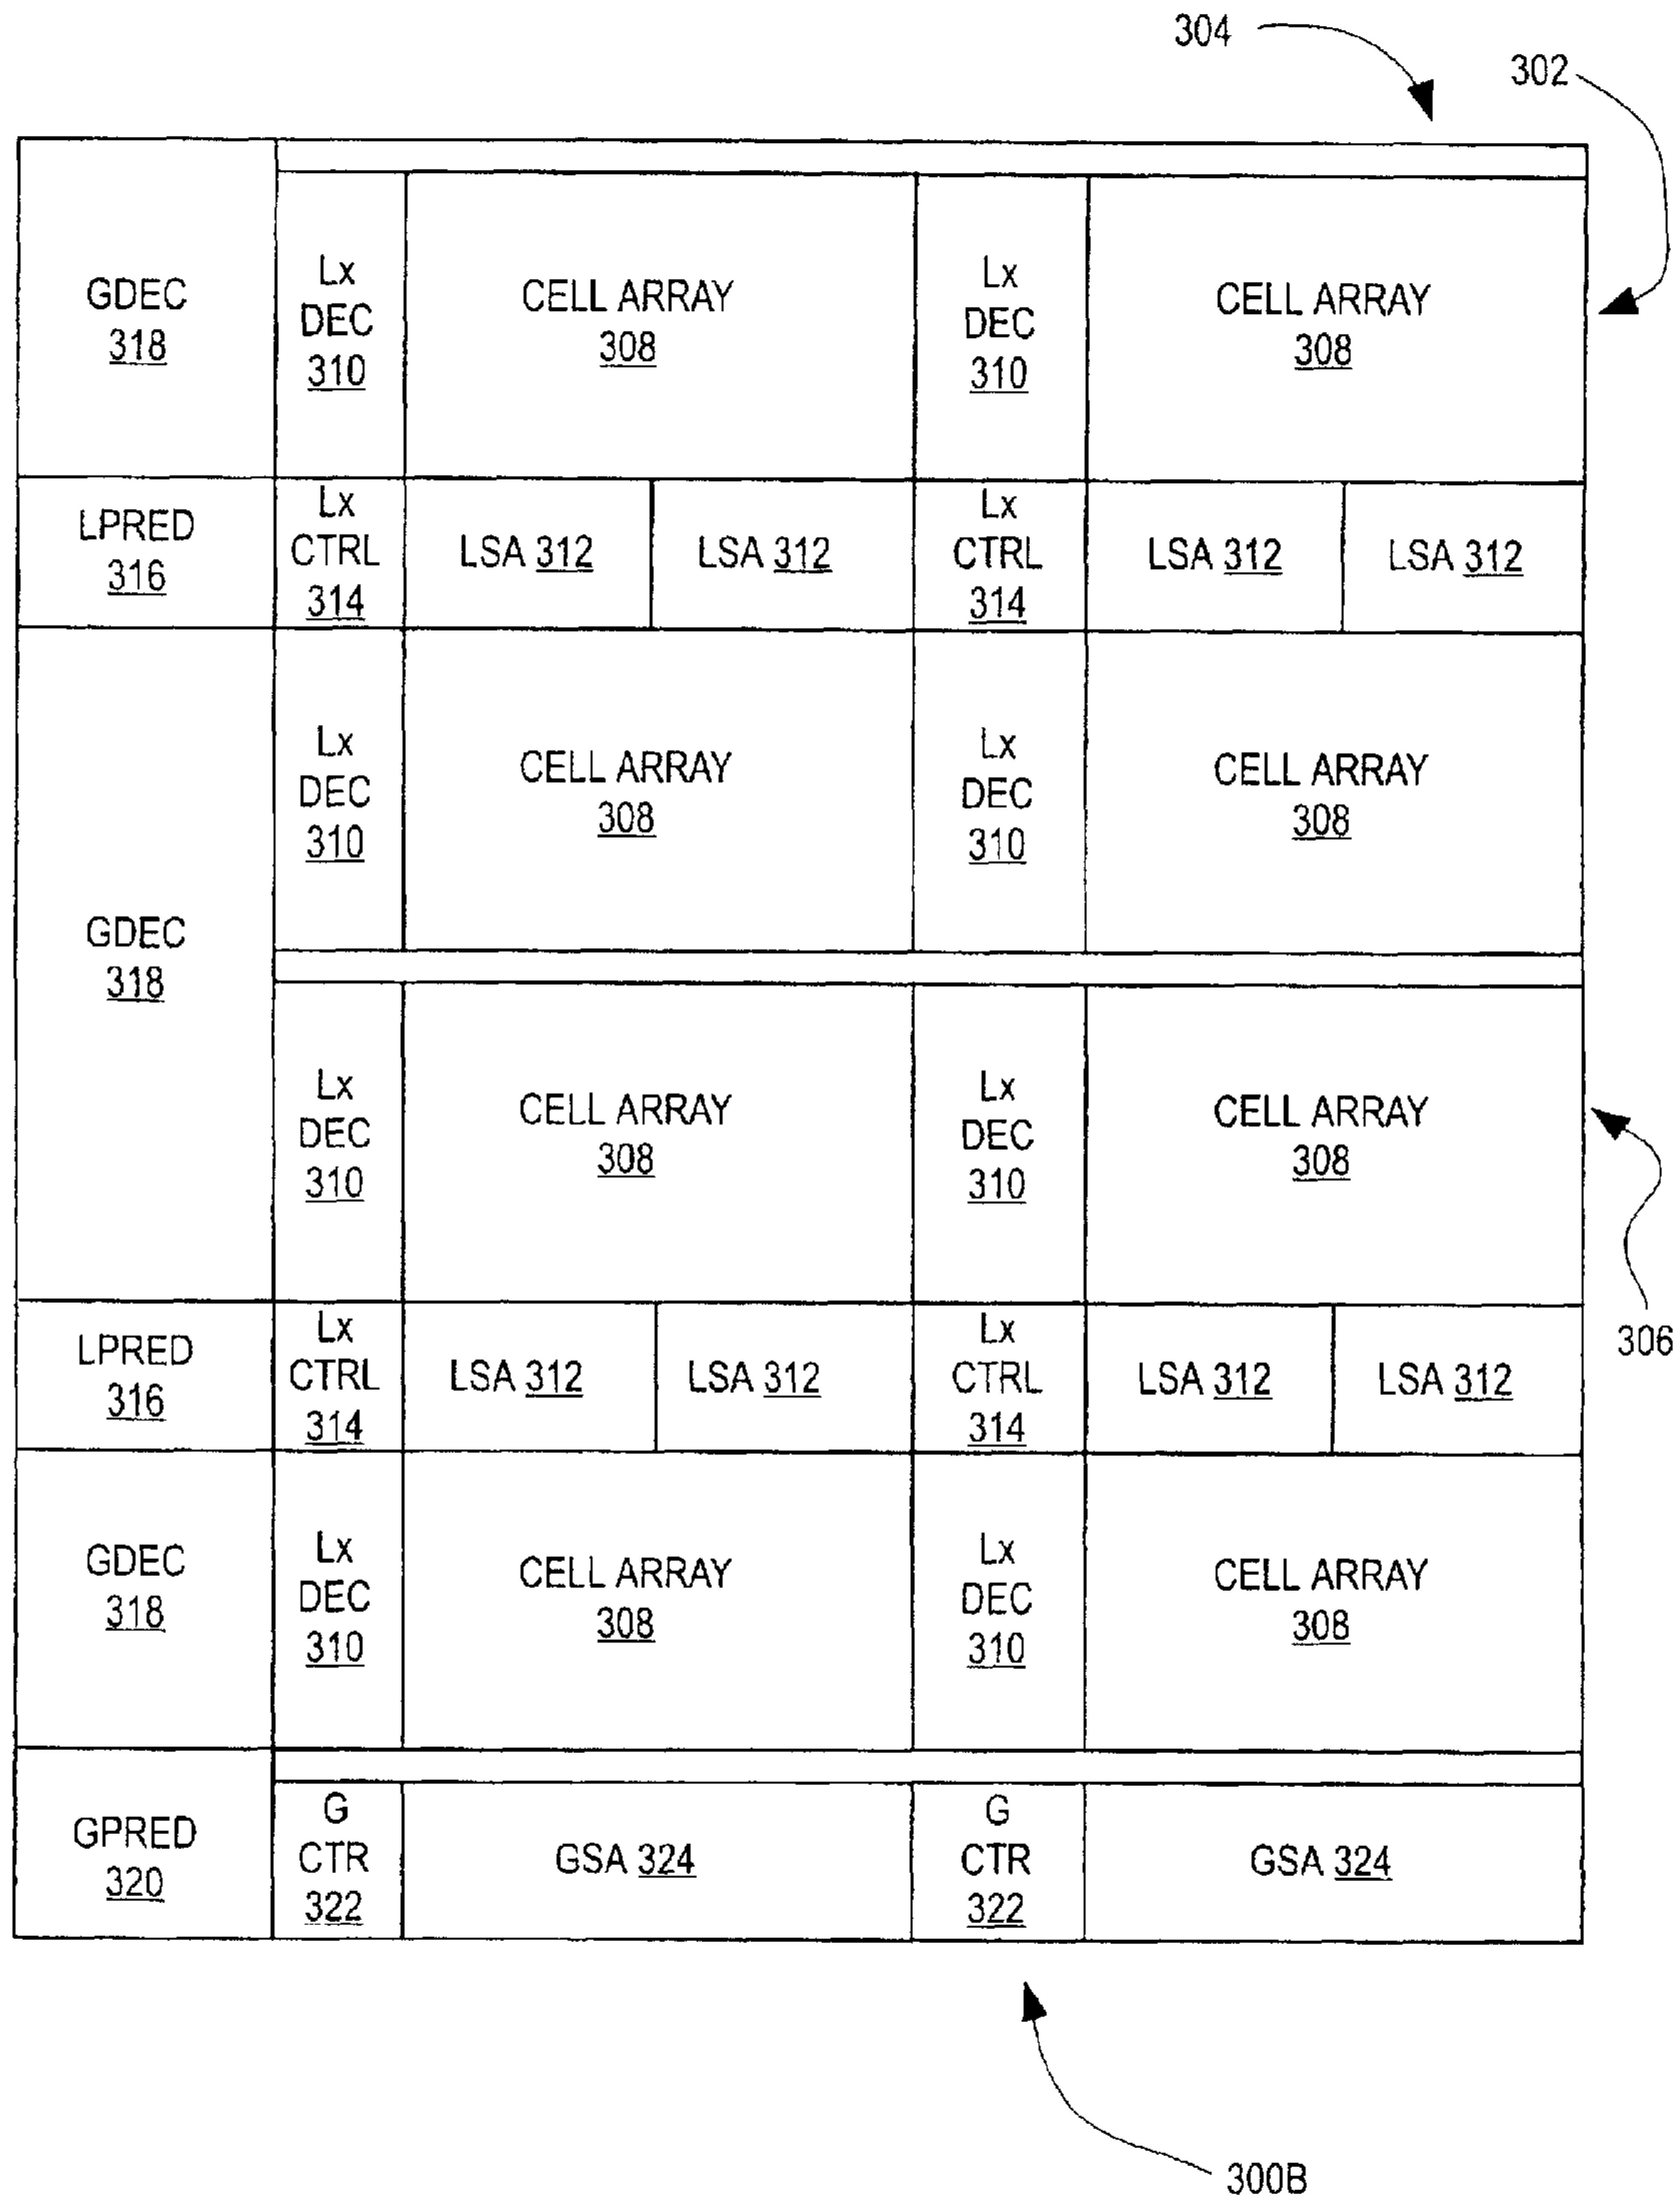 304
302
GDEC
318
Lx
DEC
310
CELL ARRAY
308
Lx
DEC
310
CELL ARRAY
308
LPRED
316
Lx
CTRL
314
LSA 312
LSA 312
Lx
CTRL
314
LSA 312
LSA 312
GDEC
318
Lx
DEC
310
CELL ARRAY
308
Lx
DEC
310
CELL ARRAY
308
Lx
DEC
310
CELL ARRAY
308
Lx
DEC
310
CELL ARRAY
308
306
LPRED
316
Lx
CTRL
314
LSA 312
LSA 312
Lx
CTRL
314
LSA 312
LSA 312
GDEC
318
Lx
DEC
310
CELL ARRAY
308
Lx
DEC
310
CELL ARRAY
308
GPRED
320
G
CTR
322
GSA 324
G
CTR
322
GSA 324
300B